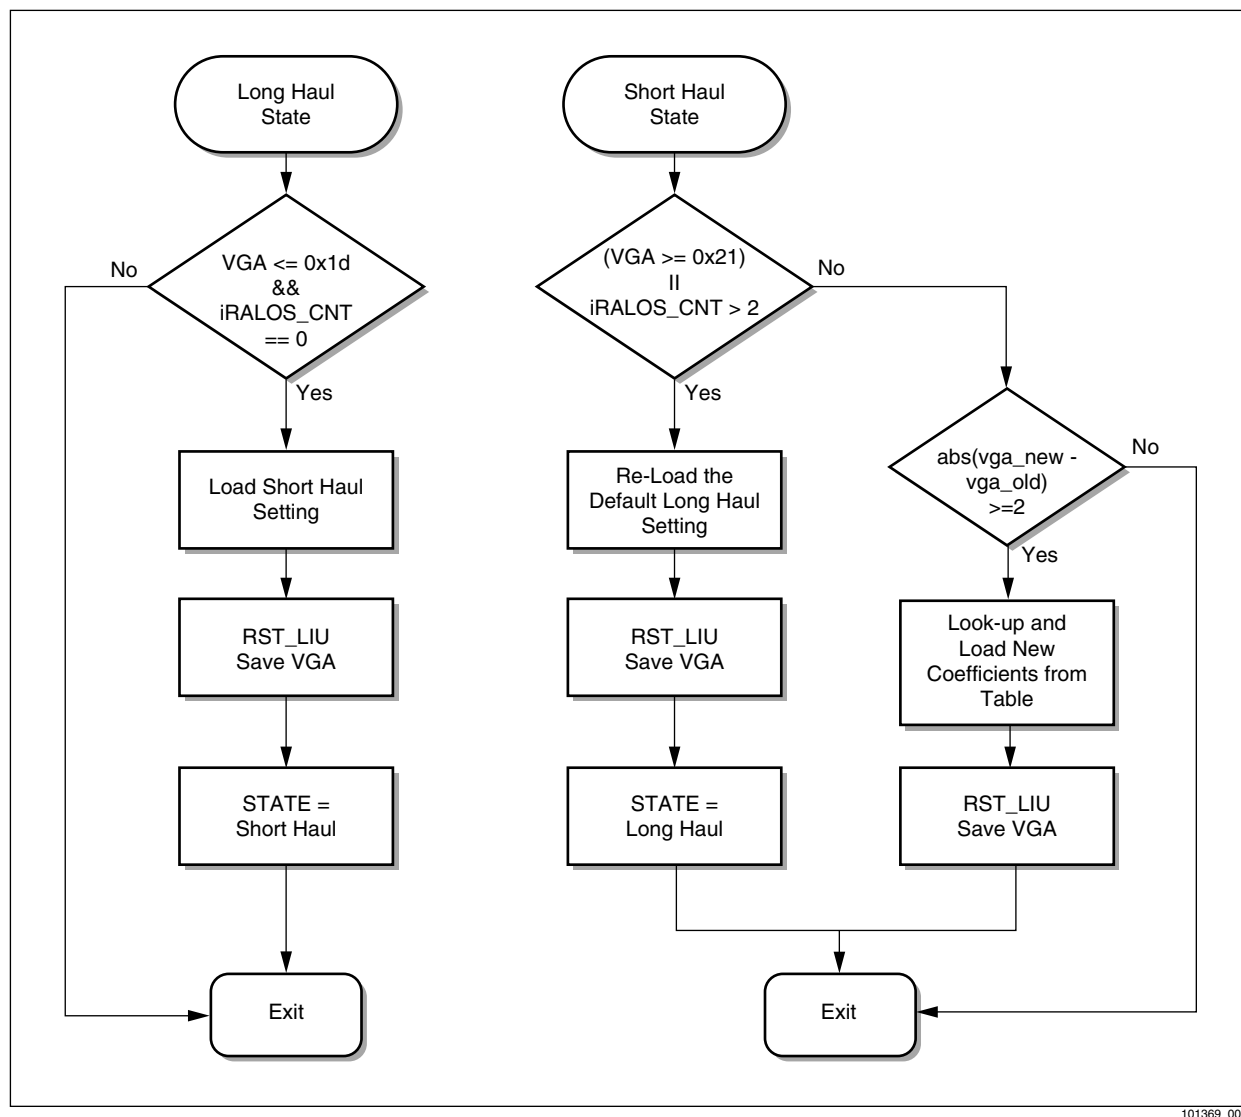 Long Haul
State
Short Haul
State
No
VGA <= 0x1d
&&
iRALOS_CNT
== 0
Yes
(VGA >= 0x21)
II
iRALOS_CNT > 2
No
Yes
abs(vga_new -
vga_old)
>=2
No
Yes
Load Short Haul
Setting
Re-Load the
Default Long Haul
Setting
RST_LIU
Save VGA
RST_LIU
Save VGA
Look-up and
Load New
Coefficients from
Table
STATE =
Short Haul
STATE =
Long Haul
RST_LIU
Save VGA
Exit
Exit